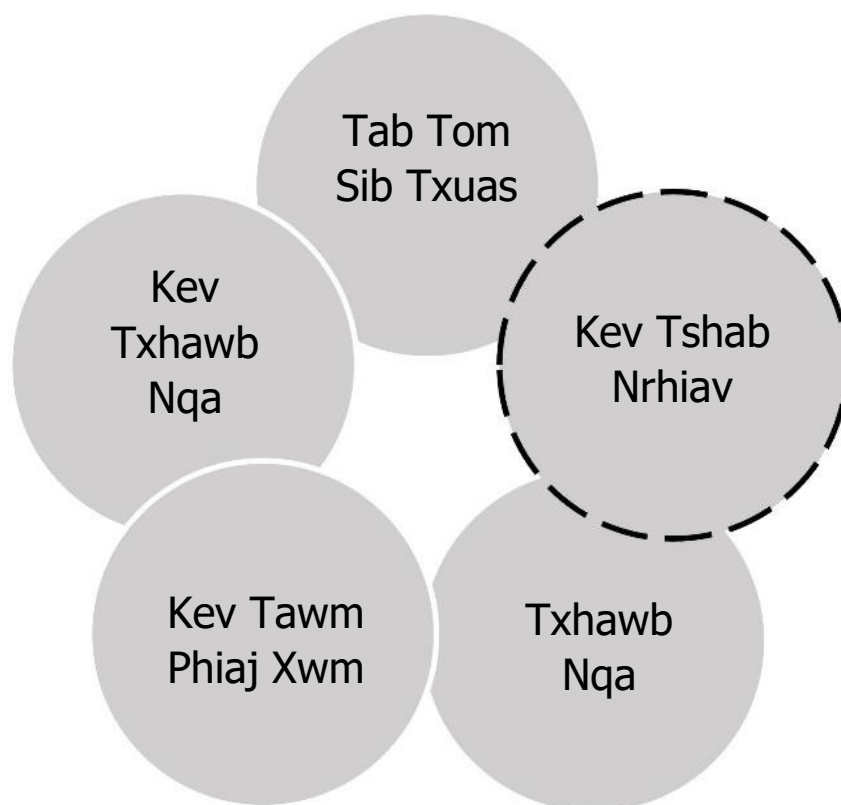 Tab Tom
Sib Txuas
Kev Tshab
Nrhiav
Txhawb
Nqa
Kev Tawm
Phiaj Xwm
Kev
Txhawb
Nqa